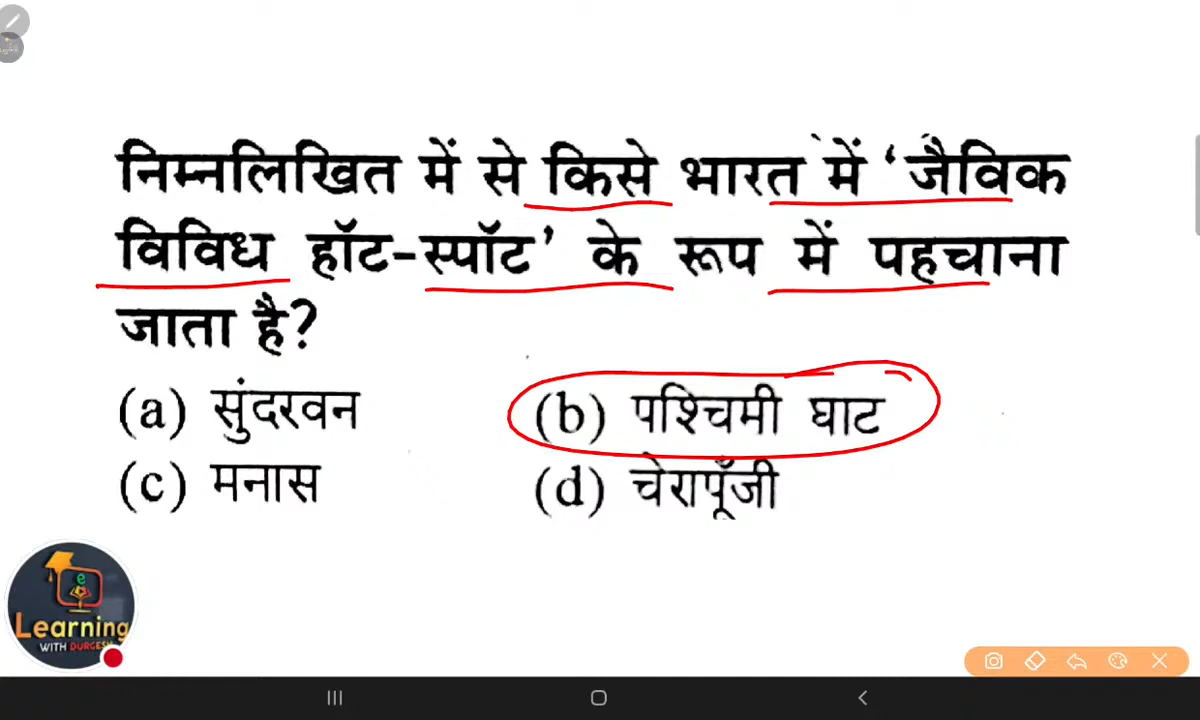 निम्नलिखित में से किसे भारत में ‘जैविक
विविध हॉट-स्पॉट’ के रूप में पहचाना
जाता है?
(a) सुंदरवन (b) पश्चिमी घाट
(c) मनास (d) चेरापूँजी
e
Learning
WITH DURGESH